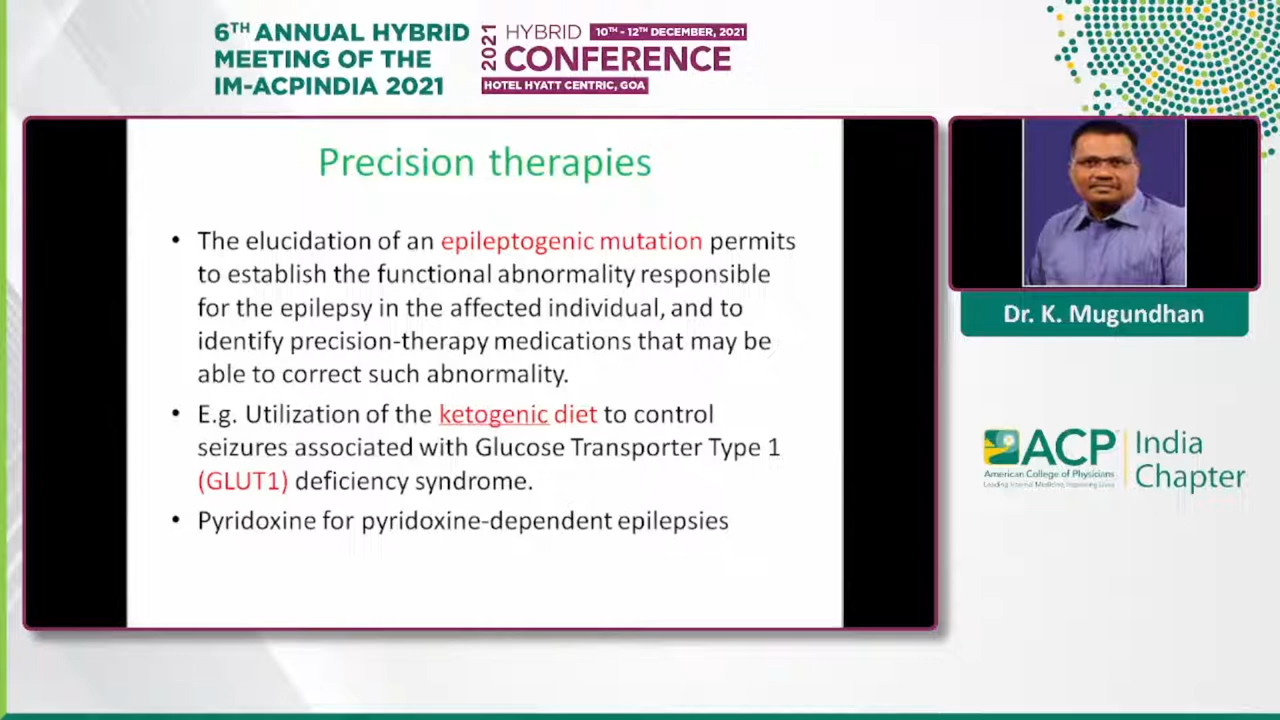 6TH ANNUAL HYBRID
MEETING OF THE
IM-ACPINDIA 2021
2021
HYBRID 10TH - 12TH DECEMBER, 2021
CONFERENCE
HOTEL HYATT CENTRIC, GOA
Precision therapies
• The elucidation of an epileptogenic mutation permits
to establish the functional abnormality responsible
for the epilepsy in the affected individual, and to
identify precision-therapy medications that may be
able to correct such abnormality.
• E.g. Utilization of the ketogenic diet to control
seizures associated with Glucose Transporter Type 1
(GLUT1) deficiency syndrome.
• Pyridoxine for pyridoxine-dependent epilepsies
Dr. K. Mugundhan
ACP
American College of Physicians
Leading Internal Medicine, Improving Lives
India
Chapter